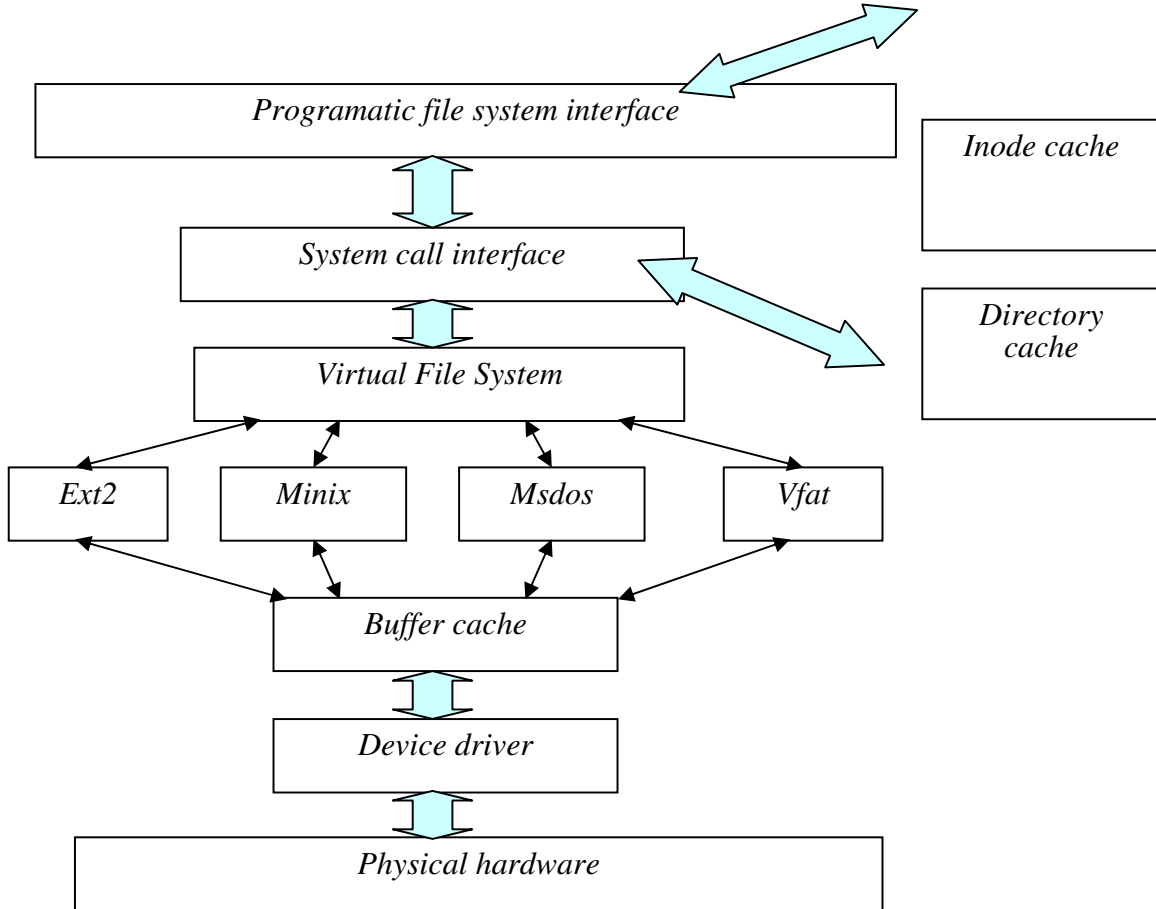 Programatic file system interface
Inode cache
System call interface
Directory
cache
Virtual File System
Ext2
Minix
Msdos
Vfat
Buffer cache
Device driver
Physical hardware